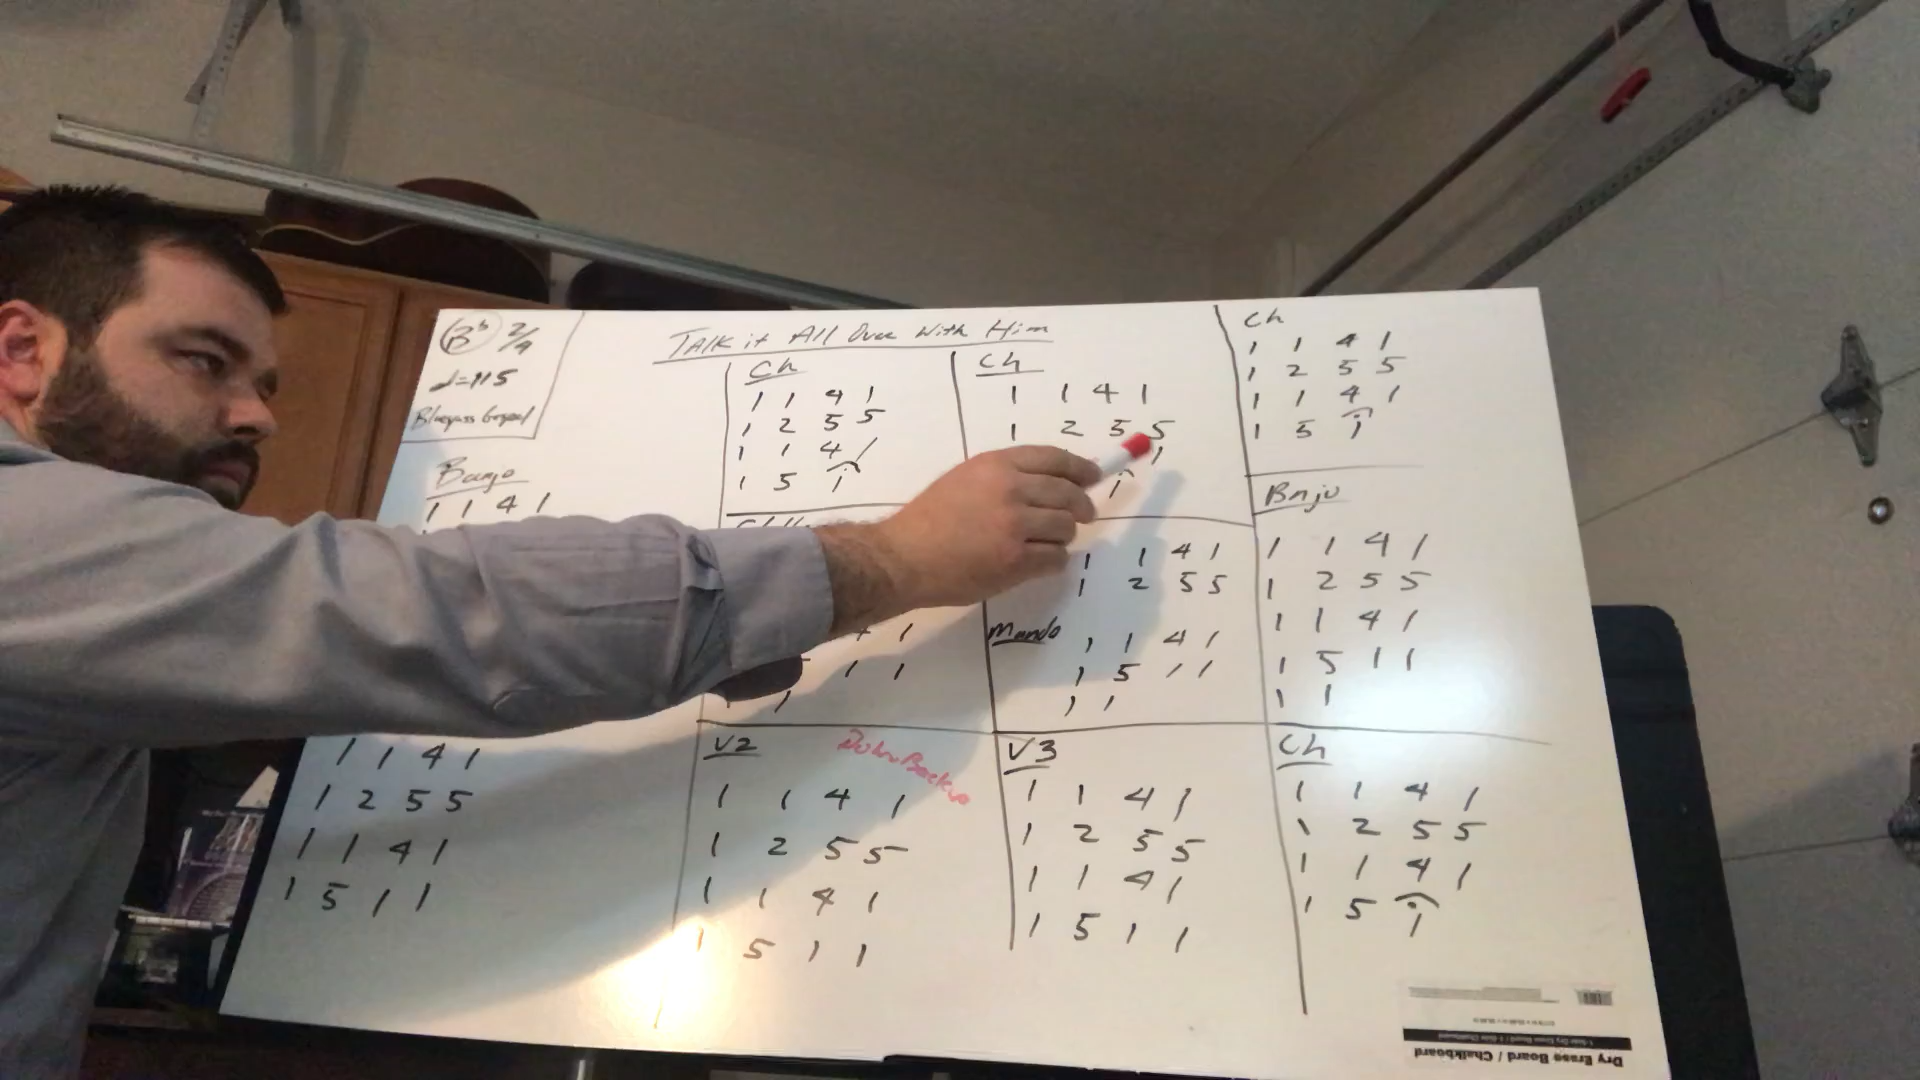 Bb 2/4
Talk it All Over With Him
♩=115
Bluegrass Gospel
Banjo
1 1 4 1
1 1 4 1
1 2 5 5
1 1 4 1
1 5 1 1
Ch
1 1 4 1
1 2 5 5
1 1 4 1
1 5 1
1 1
V2
1 1 4 1
1 2 5 5
1 1 4 1
1 5 1 1
Ch
1 1 4 1
1 2 5 5
1
1
1 1 4 1
1 2 5 5
Mando
1 1 4 1
1 5 1 1
1 1
V3
1 1 4 1
1 2 5 5
1 1 4 1
1 5 1 1
Ch
1 1 4 1
1 2 5 5
1 1 4 1
1 5 1
Bnjo
1 1 4 1
1 2 5 5
1 1 4 1
1 5 1 1
1 1
Ch
1 1 4 1
1 2 5 5
1 1 4 1
1 5 1
Dry Erase Board / Chalkboard